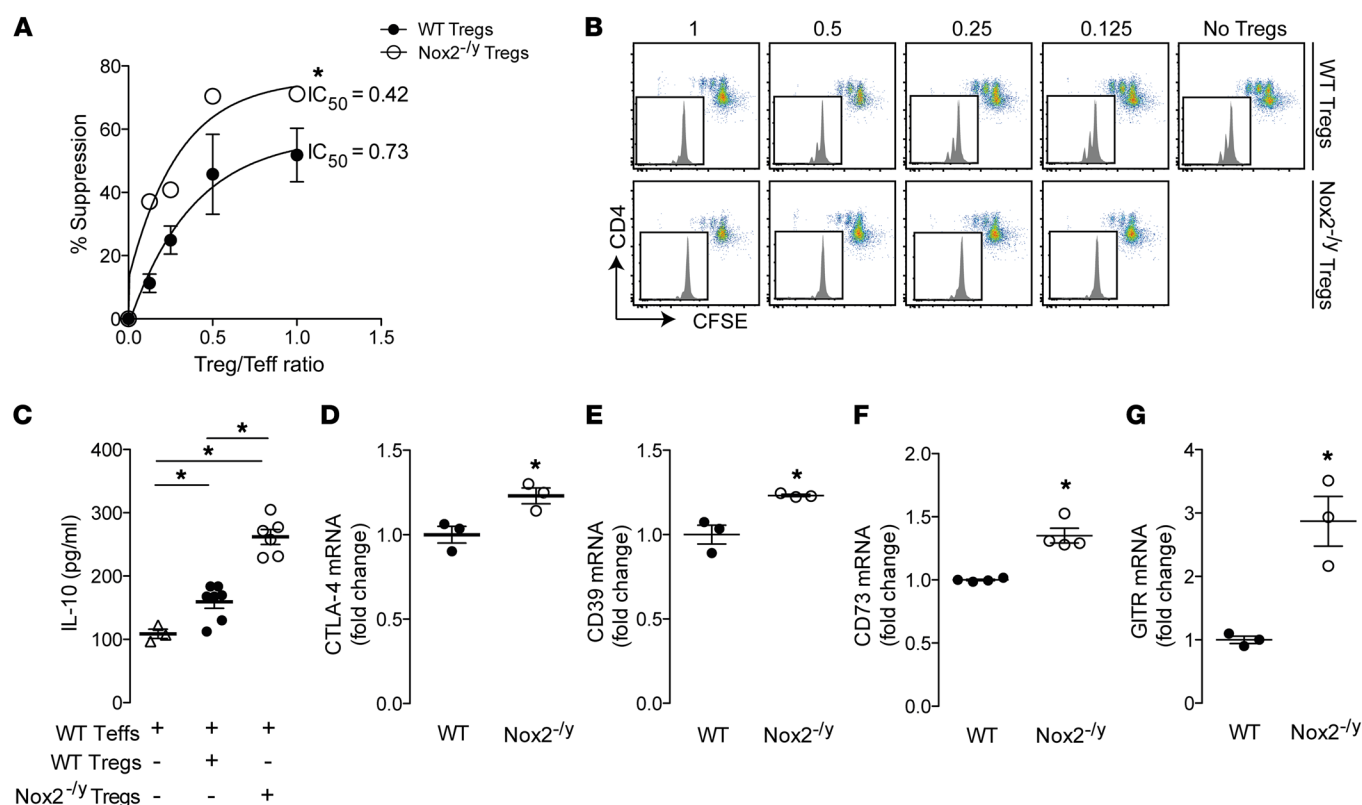 A
WT Tregs
Nox2-/y Tregs
80
60
40
20
0
% Suppression
*
IC50 = 0.42
IC50 = 0.73
0.0 0.5 1.0 1.5
Treg/Teff ratio
B
1 0.5 0.25 0.125 No Tregs
WT Tregs
Nox2-/y Tregs
CD4
CFSE
C
* * *
400
300
200
100
0
IL-10 (pg/ml)
WT Teffs + + +
WT Tregs - + -
Nox2-/y Tregs - - +
D
1.5
1.0
0.5
0.0
CTLA-4 mRNA
(fold change)
*
WT Nox2-/y
E
1.5
1.0
0.5
0.0
CD39 mRNA
(fold change)
*
WT Nox2-/y
F
2.0
1.5
1.0
0.5
0.0
CD73 mRNA
(fold change)
*
WT Nox2-/y
G
4
3
2
1
0
GITR mRNA
(fold change)
*
WT Nox2-/y